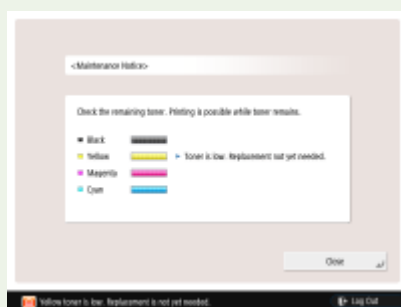 <Maintenance Notice>
Check the remaining toner. Printing is possible while toner remains.
Black
Yellow
Toner is low. Replacement not yet needed.
Magenta
Cyan
Close
Yellow toner is low. Replacement is not yet needed.
Log Out